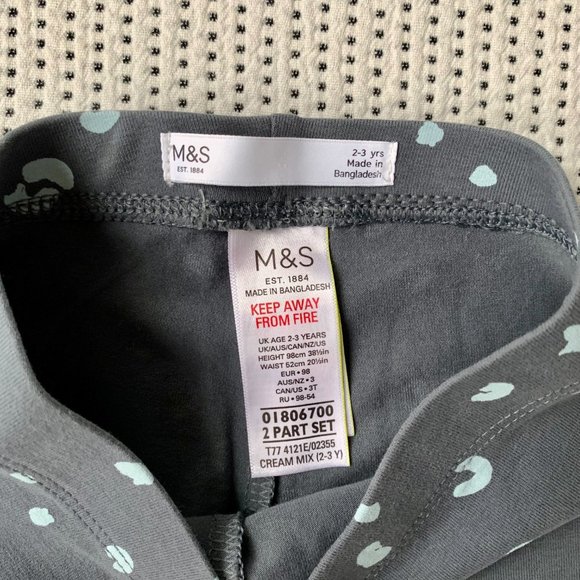 M&S
EST. 1884
2-3 yrs
Made in
Bangladesh
M&S
EST. 1884
MADE IN BANGLADESH
KEEP AWAY
FROM FIRE
UK AGE 2-3 YEARS
UK/AUS/CAN/NZ/US
HEIGHT 98cm 38½in
WAIST 52cm 20½in
EUR • 98
AUS/NZ • 3
CAN/US • 3T
RU • 98-54
01806700
2 PART SET
T77 4121E/02355
CREAM MIX (2-3 Y)